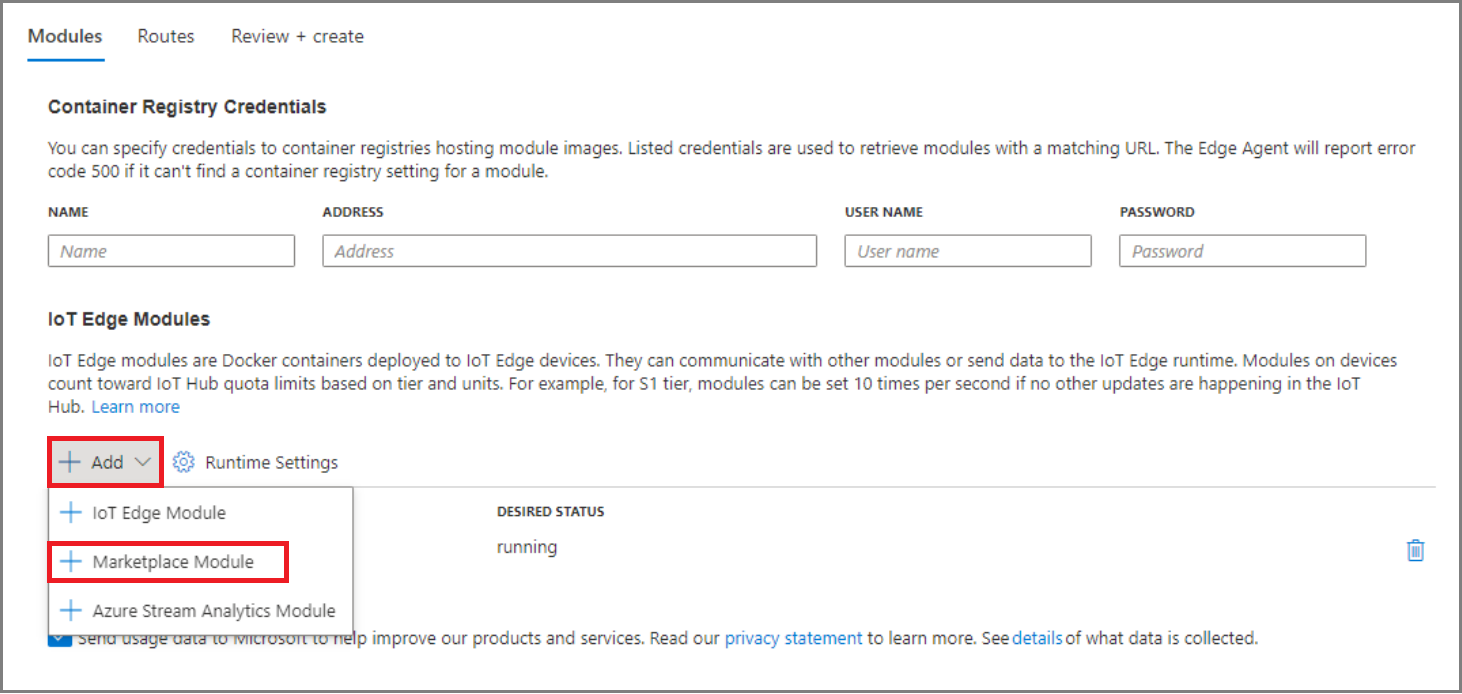 Modules Routes Review + create
Container Registry Credentials
You can specify credentials to container registries hosting module images. Listed credentials are used to retrieve modules with a matching URL. The Edge Agent will report error
code 500 if it can't find a container registry setting for a module.
NAME ADDRESS USER NAME PASSWORD
Name Address User name Password
IoT Edge Modules
IoT Edge modules are Docker containers deployed to IoT Edge devices. They can communicate with other modules or send data to the IoT Edge runtime. Modules on devices
count toward IoT Hub quota limits based on tier and units. For example, for S1 tier, modules can be set 10 times per second if no other updates are happening in the IoT
Hub. Learn more
Add Runtime Settings
IoT Edge Module DESIRED STATUS
running
Marketplace Module
Azure Stream Analytics Module
Send usage data to Microsoft to help improve our products and services. Read our privacy statement to learn more. See details of what data is collected.